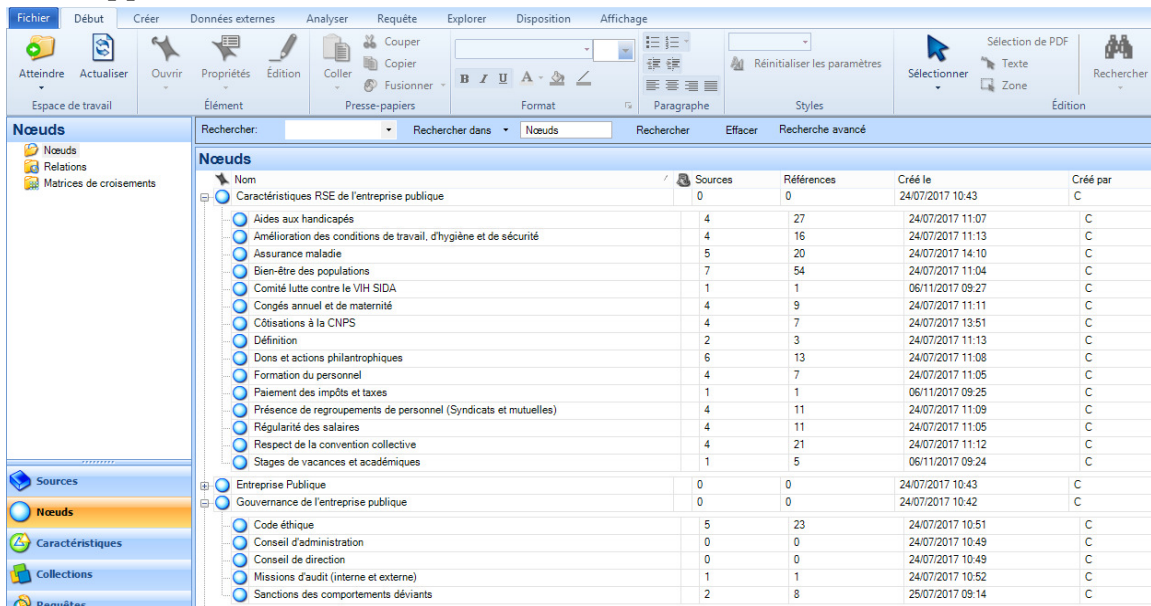 Fichier Début Créer Données externes Analyser Requête Explorer Disposition Affichage
Atteindre Actualiser Ouvrir Propriétés Édition Coller Couper Copier Fusionner B I U A Réinitialiser les paramètres Sélectionner Sélection de PDF Texte Zone Rechercher
Espace de travail Élément Presse-papiers Format Paragraphe Styles Édition
Nœuds Rechercher: Rechercher dans Nœuds Rechercher Effacer Recherche avancé
Nœuds
Relations
Matrices de croisements
Nœuds
Nom Sources Références Créé le Créé par
Caractéristiques RSE de l'entreprise publique 0 0 24/07/2017 10:43 C
Aides aux handicapés 4 27 24/07/2017 11:07 C
Amélioration des conditions de travail, d'hygiène et de sécurité 4 16 24/07/2017 11:13 C
Assurance maladie 5 20 24/07/2017 14:10 C
Bien-être des populations 7 54 24/07/2017 11:04 C
Comité lutte contre le VIH SIDA 1 1 06/11/2017 09:27 C
Congés annuel et de maternité 4 9 24/07/2017 11:11 C
Côtisations à la CNPS 4 7 24/07/2017 13:51 C
Définition 2 3 24/07/2017 11:13 C
Dons et actions philantrophiques 6 13 24/07/2017 11:08 C
Formation du personnel 4 7 24/07/2017 11:05 C
Paiement des impôts et taxes 1 1 06/11/2017 09:25 C
Présence de regroupements de personnel (Syndicats et mutuelles) 4 11 24/07/2017 11:09 C
Régularité des salaires 4 11 24/07/2017 11:05 C
Respect de la convention collective 4 21 24/07/2017 11:12 C
Stages de vacances et académiques 1 5 06/11/2017 09:24 C
Entreprise Publique 0 0 24/07/2017 10:43 C
Gouvernance de l'entreprise publique 0 0 24/07/2017 10:42 C
Code éthique 5 23 24/07/2017 10:51 C
Conseil d'administration 0 0 24/07/2017 10:49 C
Conseil de direction 0 0 24/07/2017 10:49 C
Missions d'audit (interne et externe) 1 1 24/07/2017 10:52 C
Sanctions des comportements déviants 2 8 25/07/2017 09:14 C
Sources
Nœuds
Caractéristiques
Collections
Requêtes